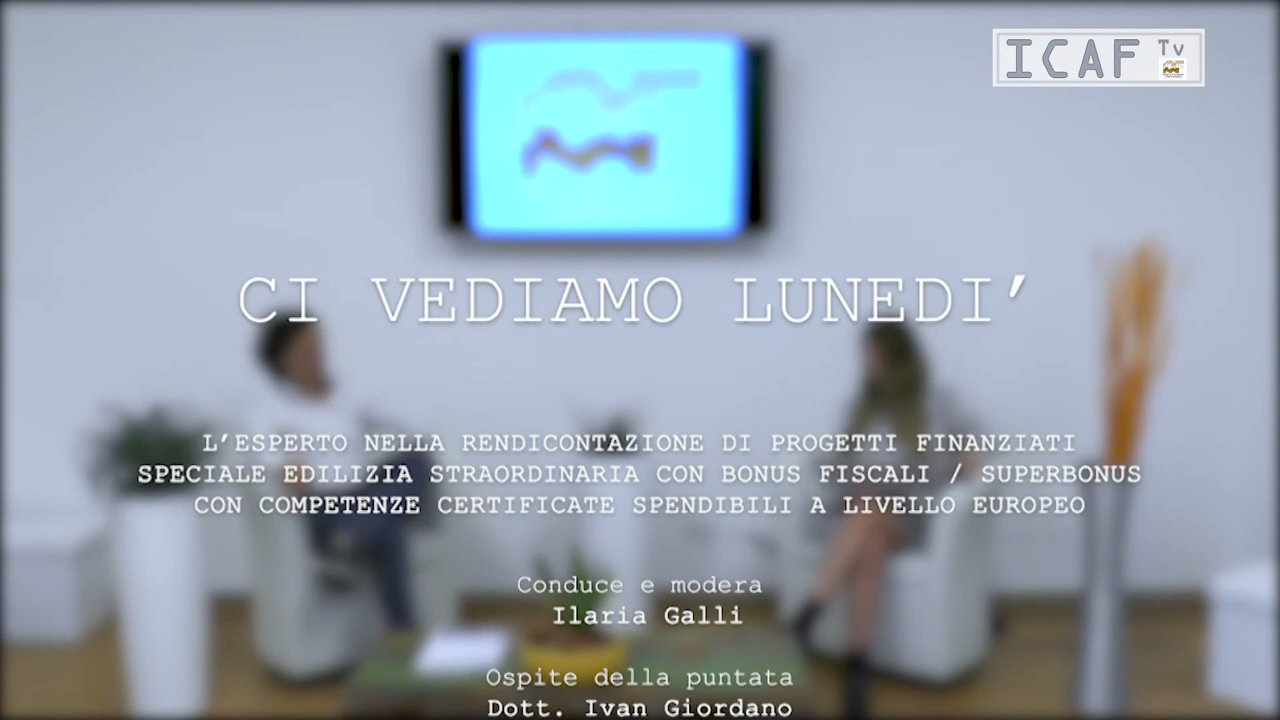 ICAF Tv
CI VEDIAMO LUNEDI’
L’ESPERTO NELLA RENDICONTAZIONE DI PROGETTI FINANZIATI
SPECIALE EDILIZIA STRAORDINARIA CON BONUS FISCALI / SUPERBONUS
CON COMPETENZE CERTIFICATE SPENDIBILI A LIVELLO EUROPEO
Conduce e modera
Ilaria Galli
Ospite della puntata
Dott. Ivan Giordano